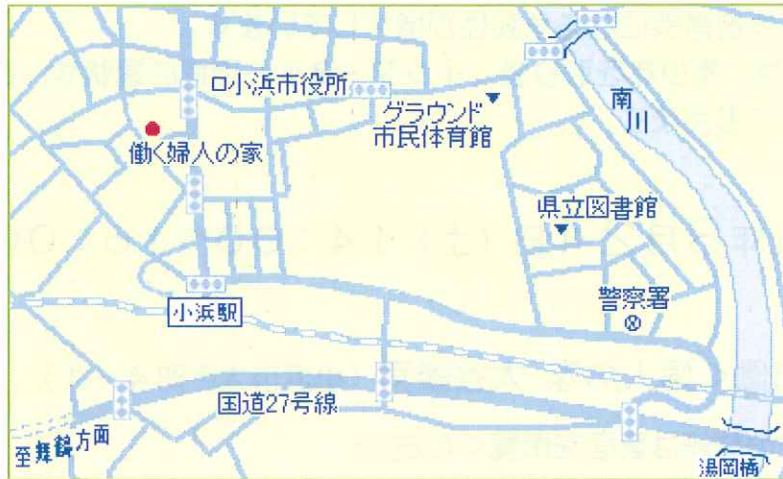 ロ小浜市役所
グラウンド
市民体育館
南川
働く婦人の家
県立図書館
警察署
小浜駅
国道27号線
至舞鶴方面
湯岡橋